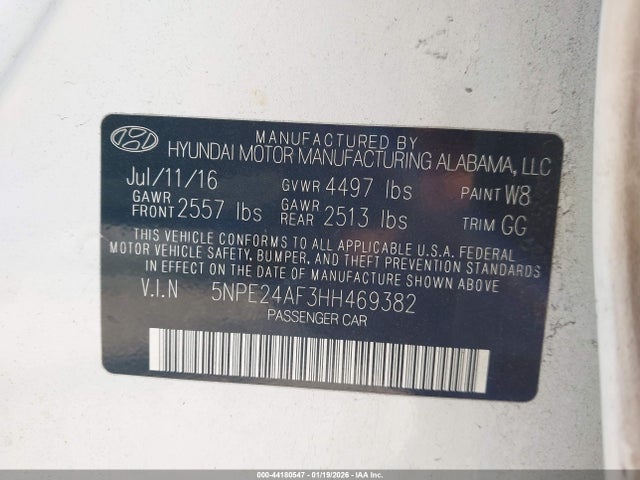 MANUFACTURED BY
HYUNDAI MOTOR MANUFACTURING ALABAMA, LLC
Jul/11/16 GVWR 4497 lbs PAINT W8
GAWR FRONT 2557 lbs GAWR REAR 2513 lbs TRIM GG
THIS VEHICLE CONFORMS TO ALL APPLICABLE U.S.A. FEDERAL
MOTOR VEHICLE SAFETY, BUMPER, AND THEFT PREVENTION
STANDARDS IN EFFECT ON THE DATE OF MANUFACTURE SHOWN ABOVE
V.I.N 5NPE24AF3HH469382
PASSENGER CAR
000-44180547 - 01/19/2026 - IAA Corp.